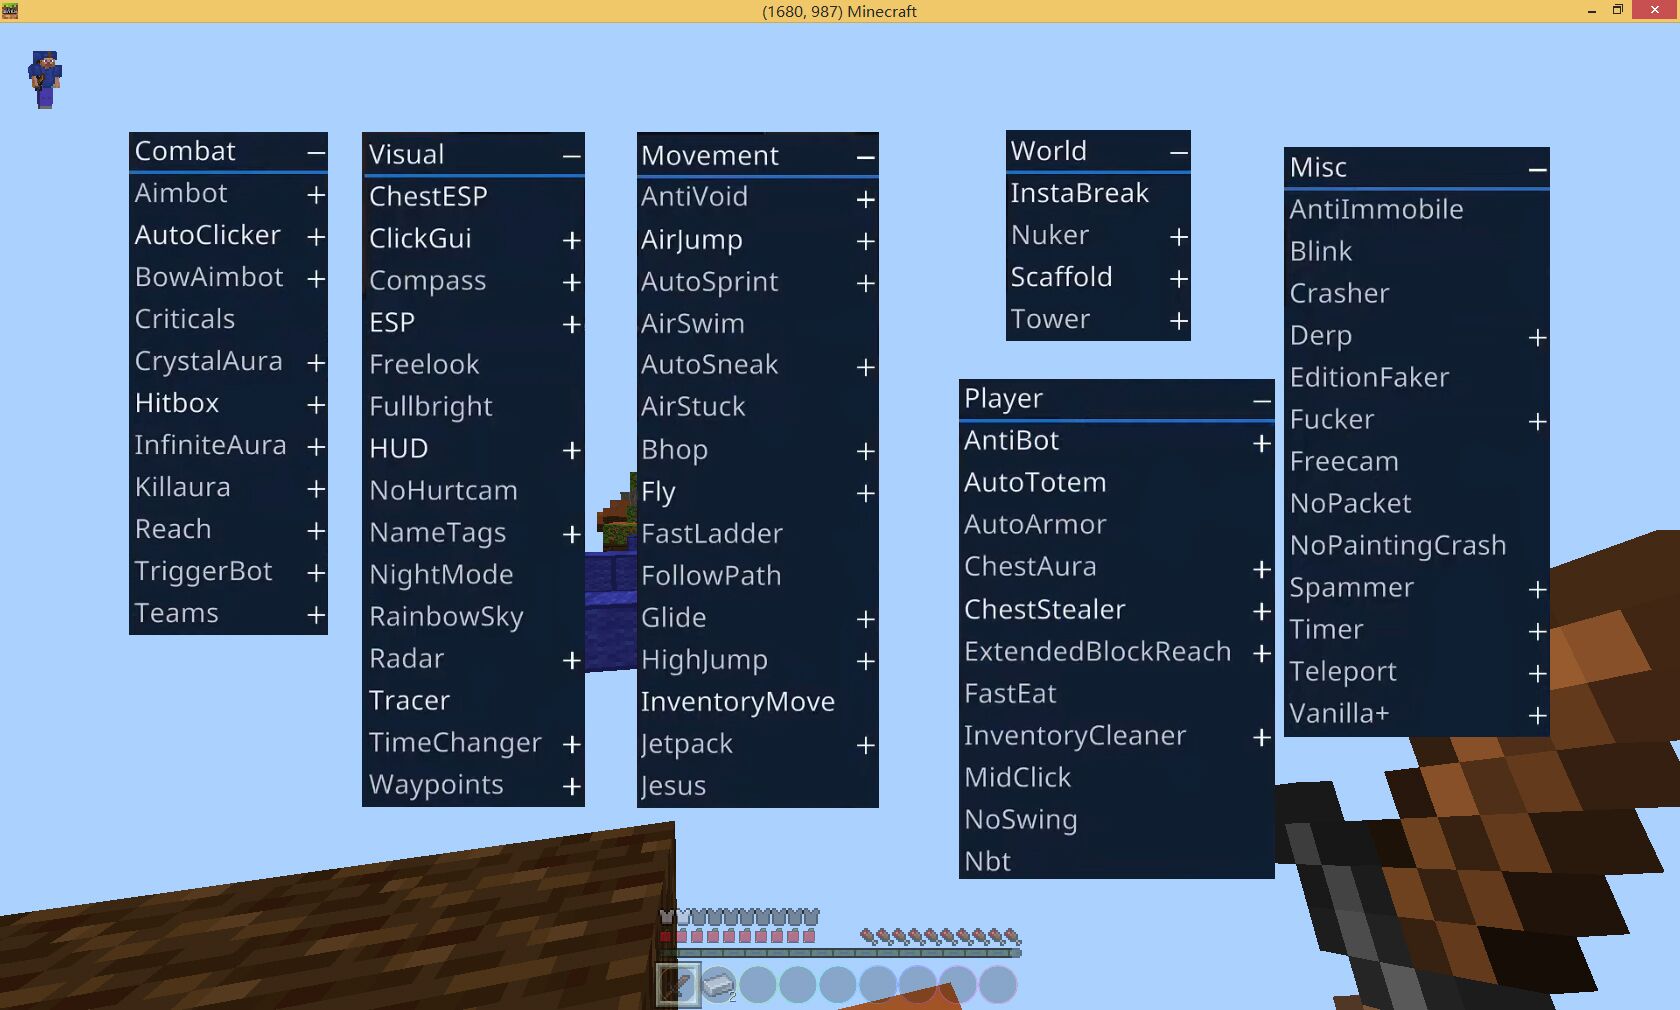 (1680, 987) Minecraft
Combat –
Aimbot +
AutoClicker +
BowAimbot +
Criticals
CrystalAura +
Hitbox +
InfiniteAura +
Killaura +
Reach +
TriggerBot +
Teams +
Visual –
ChestESP
ClickGui +
Compass +
ESP +
Freelook
Fullbright
HUD +
NoHurtcam
NameTags +
NightMode
RainbowSky
Radar +
Tracer
TimeChanger +
Waypoints +
Movement –
AntiVoid +
AirJump +
AutoSprint +
AirSwim
AutoSneak +
AirStuck
Bhop +
Fly +
FastLadder
FollowPath
Glide +
HighJump +
InventoryMove
Jetpack +
Jesus
World –
InstaBreak
Nuker +
Scaffold +
Tower +
Player –
AntiBot +
AutoTotem
AutoArmor
ChestAura +
ChestStealer +
ExtendedBlockReach +
FastEat
InventoryCleaner +
MidClick
NoSwing
Nbt
Misc –
AntiImmobile
Blink
Crasher
Derp +
EditionFaker
Fucker +
Freecam
NoPacket
NoPaintingCrash
Spammer +
Timer +
Teleport +
Vanilla+ +
2